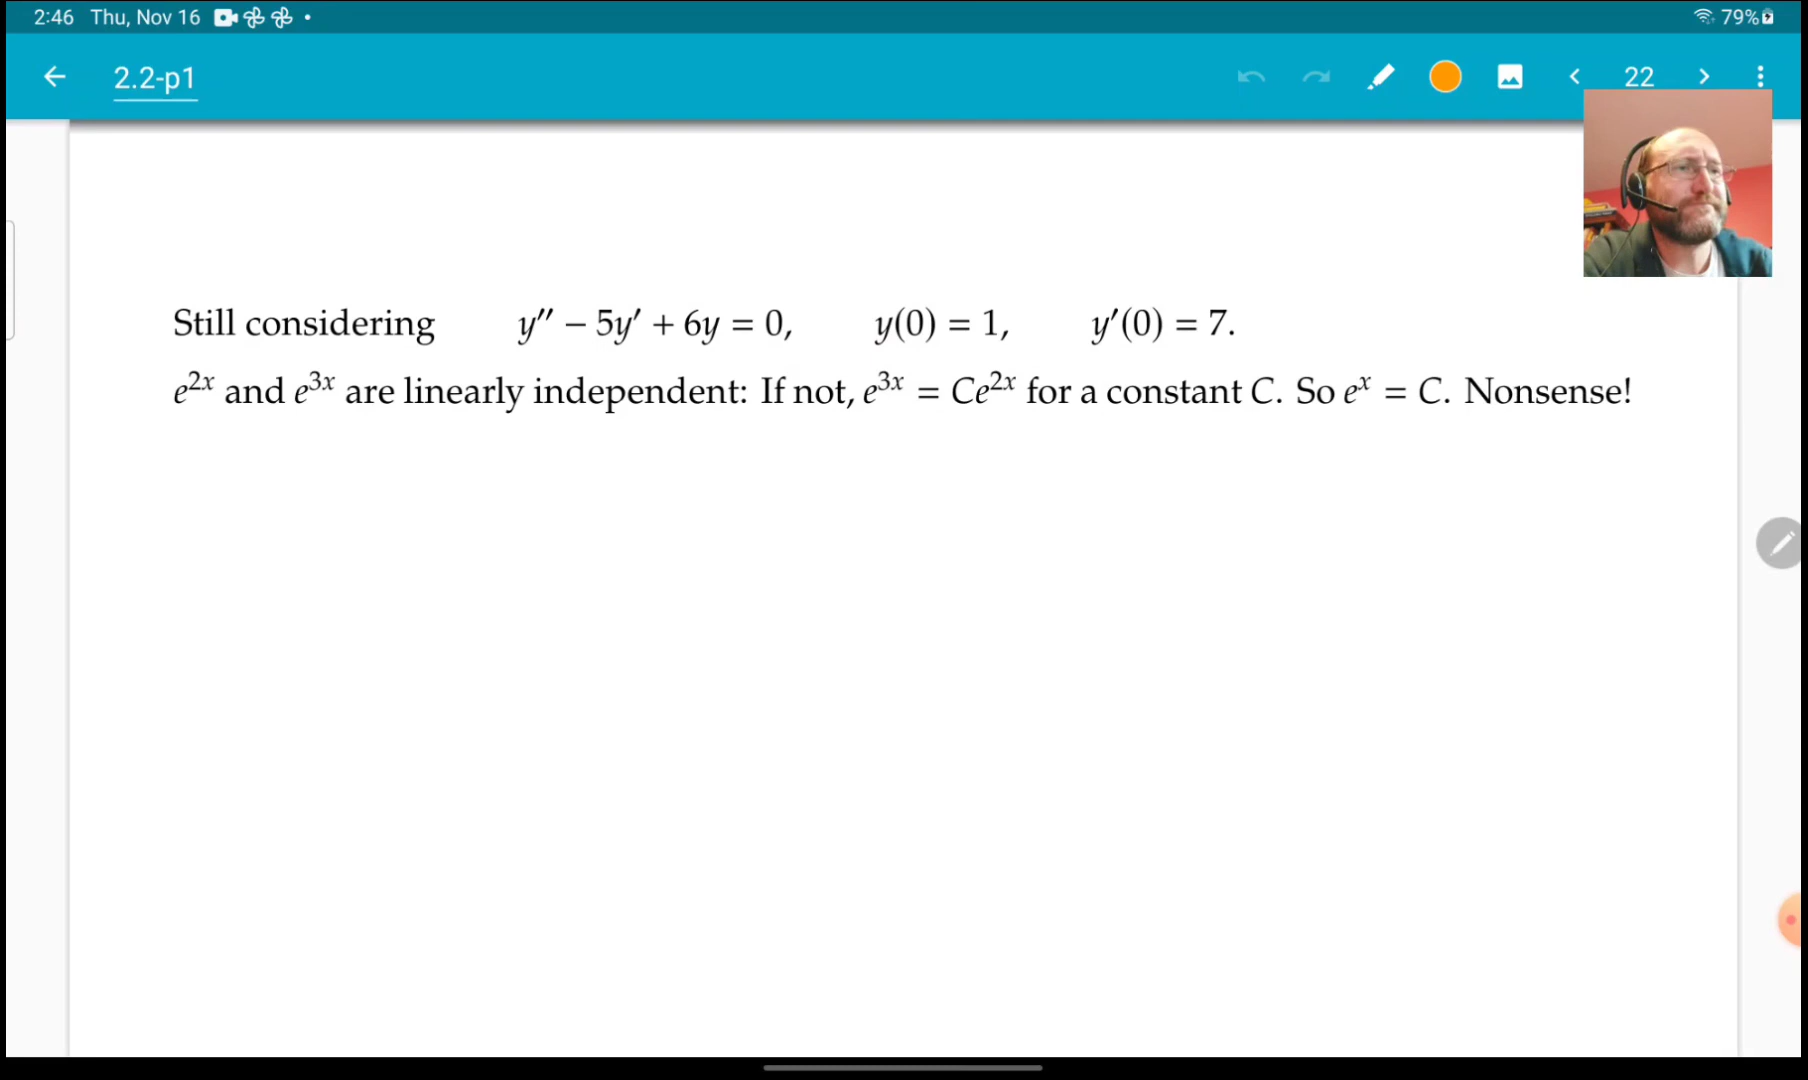 2:46 Thu, Nov 16 79%
2.2-p1 22
Still considering y″ − 5y′ + 6y = 0, y(0) = 1, y′(0) = 7.
e^{2x} and e^{3x} are linearly independent: If not, e^{3x} = Ce^{2x} for a constant C. So e^x = C. Nonsense!